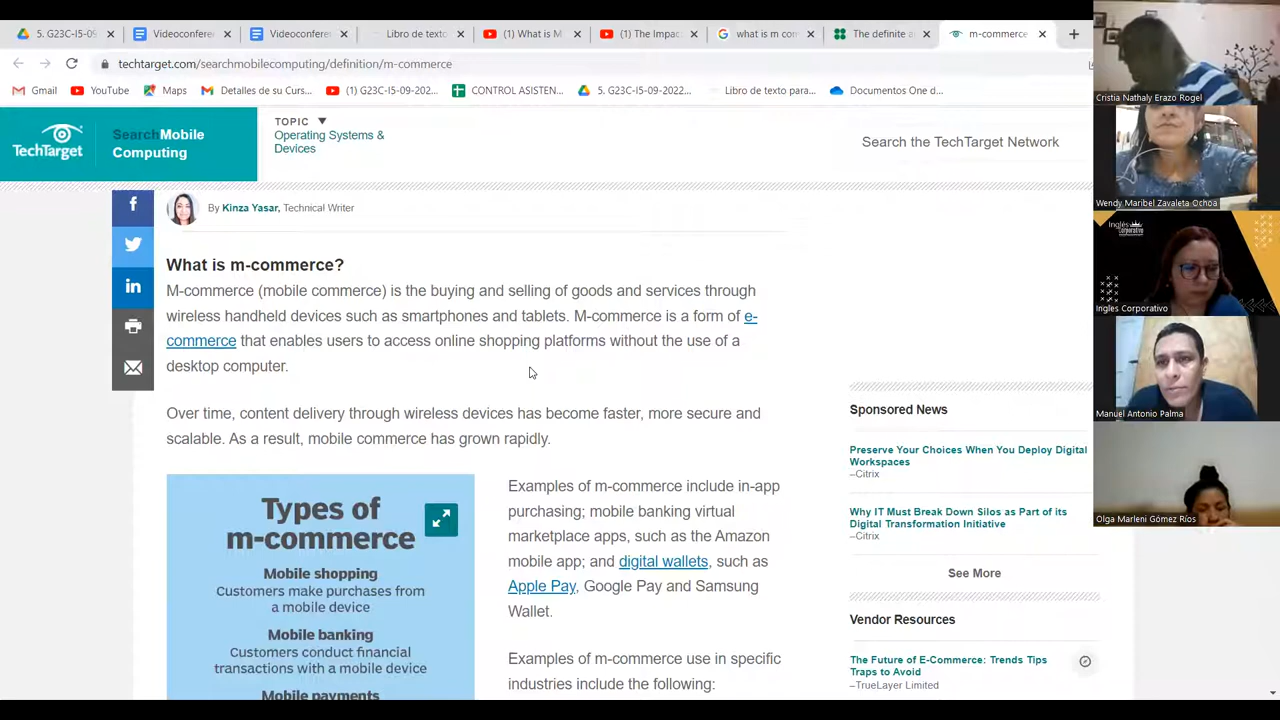 5. G23C-I5-09-202
Videoconfere
Videoconferen
Libro de texto
(1) What is M
(1) The Impac
what is m con
The definite a
m-commerce
techtarget.com/searchmobilecomputing/definition/m-commerce
Gmail
YouTube
Maps
Detalles de su Curs...
(1) G23C-I5-09-2022...
CONTROL ASISTEN...
5. G23C-I5-09-2022...
Libro de texto para...
Documentos One d...
TechTarget
SearchMobile
Computing
TOPIC
Operating Systems &
Devices
Search the TechTarget Network
By Kinza Yasar, Technical Writer
What is m-commerce?
M-commerce (mobile commerce) is the buying and selling of goods and services through
wireless handheld devices such as smartphones and tablets. M-commerce is a form of e-
commerce that enables users to access online shopping platforms without the use of a
desktop computer.
Over time, content delivery through wireless devices has become faster, more secure and
scalable. As a result, mobile commerce has grown rapidly.
Types of
m-commerce
Mobile shopping
Customers make purchases from
a mobile device
Mobile banking
Customers conduct financial
transactions with a mobile device
Mobile payments
Examples of m-commerce include in-app
purchasing; mobile banking virtual
marketplace apps, such as the Amazon
mobile app; and digital wallets, such as
Apple Pay, Google Pay and Samsung
Wallet.
Examples of m-commerce use in specific
industries include the following:
Sponsored News
Preserve Your Choices When You Deploy Digital
Workspaces
–Citrix
Why IT Must Break Down Silos as Part of its
Digital Transformation Initiative
–Citrix
See More
Vendor Resources
The Future of E-Commerce: Trends Tips
Traps to Avoid
–TrueLayer Limited
Cristia Nathaly Erazo Rogel
Wendy Maribel Zavaleta Ochoa
Inglés
Corporativo
Ingles Corporativo
Manuel Antonio Palma
Olga Marleni Gómez Ríos